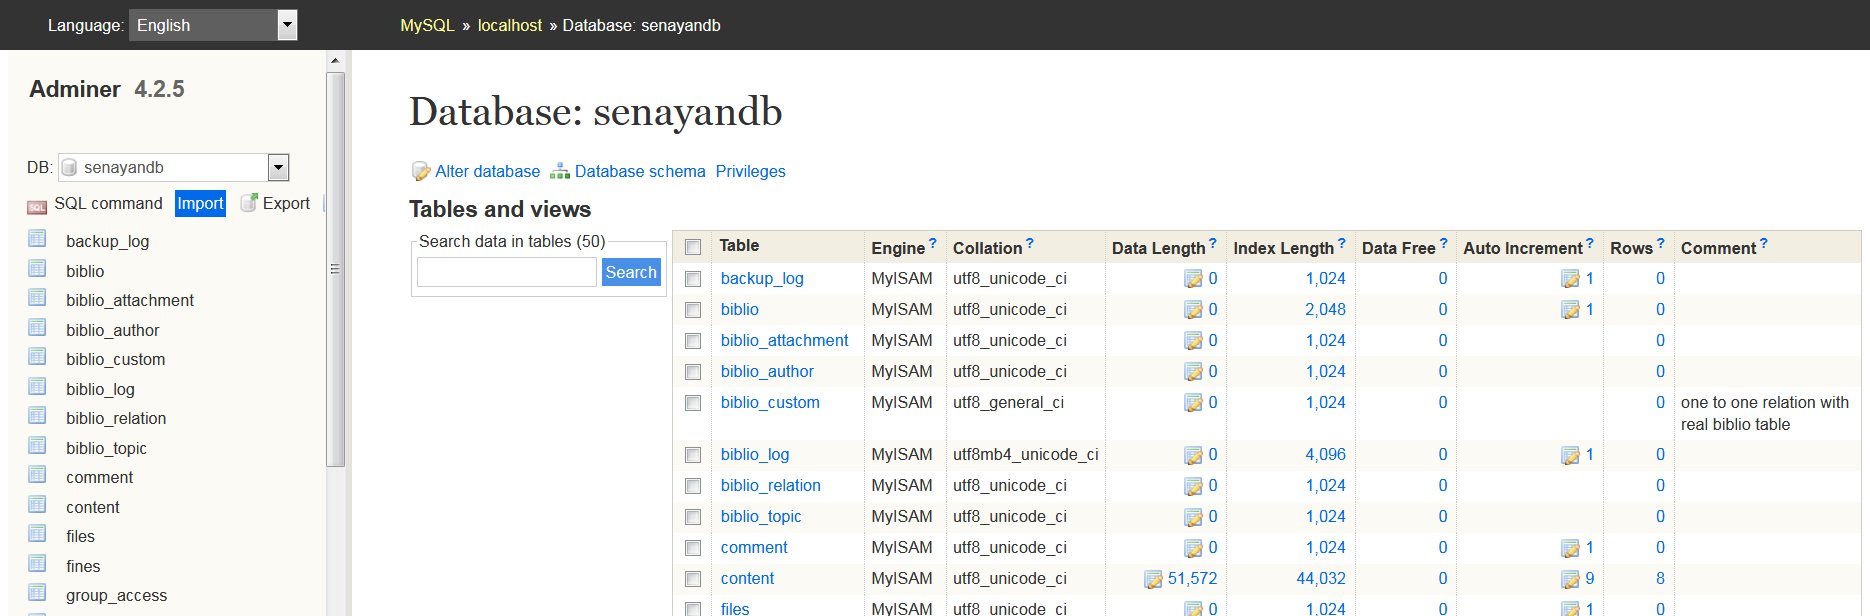 Language: English
MySQL » localhost » Database: senayandb
Adminer 4.2.5
DB: senayandb
SQL command Import Export
backup_log
biblio
biblio_attachment
biblio_author
biblio_custom
biblio_log
biblio_relation
biblio_topic
comment
content
files
fines
group_access
Database: senayandb
Alter database Database schema Privileges
Tables and views
Search data in tables (50)
Search
Table Engine? Collation? Data Length? Index Length? Data Free? Auto Increment? Rows? Comment?
backup_log MyISAM utf8_unicode_ci 0 1,024 0 1 0
biblio MyISAM utf8_unicode_ci 0 2,048 0 1 0
biblio_attachment MyISAM utf8_unicode_ci 0 1,024 0 0
biblio_author MyISAM utf8_unicode_ci 0 1,024 0 0
biblio_custom MyISAM utf8_general_ci 0 1,024 0 0 one to one relation with
real biblio table
biblio_log MyISAM utf8mb4_unicode_ci 0 4,096 0 1 0
biblio_relation MyISAM utf8_unicode_ci 0 1,024 0 0
biblio_topic MyISAM utf8_unicode_ci 0 1,024 0 0
comment MyISAM utf8_unicode_ci 0 1,024 0 1 0
content MyISAM utf8_unicode_ci 51,572 44,032 0 9 8
files MyISAM utf8_unicode_ci 0 1,024 0 1 0